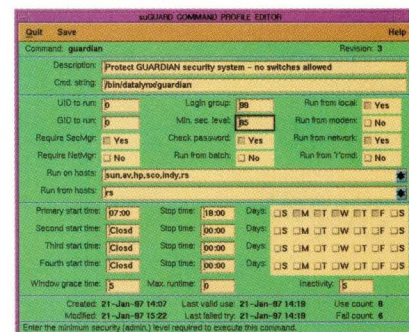 suGUARD COMMAND PROFILE EDITOR
Quit Save Help
Command: guardian Revision: 3
Description: Protect GUARDIAN security system – no switches allowed
Cmd. string: /bin/datalynx/guardian
UID to run: 0 Login group: 99 Run from local: Yes
GID to run: 0 Min. sec. level: 85 Run from modem: No
Require SecMgr: Yes Check password: Yes Run from network: Yes
Require NetMgr: No Run from batch: No Run from 'r'cmd: No
Run on hosts: sun,av,hp,sco,indy,rs
Run from hosts: rs
Primary start time: 07:00 Stop time: 18:00 Days: S M T W T F S
Second start time: Closd Stop time: 00:00 Days: S M T W T F S
Third start time: Closd Stop time: 00:00 Days: S M T W T F S
Fourth start time: Closd Stop time: 00:00 Days: S M T W T F S
Window grace time: 5 Max. runtime: 0 Inactivity: 5
Created: 21-Jan-97 14:07 Last valid use: 21-Jan-97 14:19 Use count: 8
Modified: 21-Jan-97 15:22 Last failed try: 21-Jan-97 14:19 Fail count: 6
Enter the minimum security (admin.) level required to execute this command.